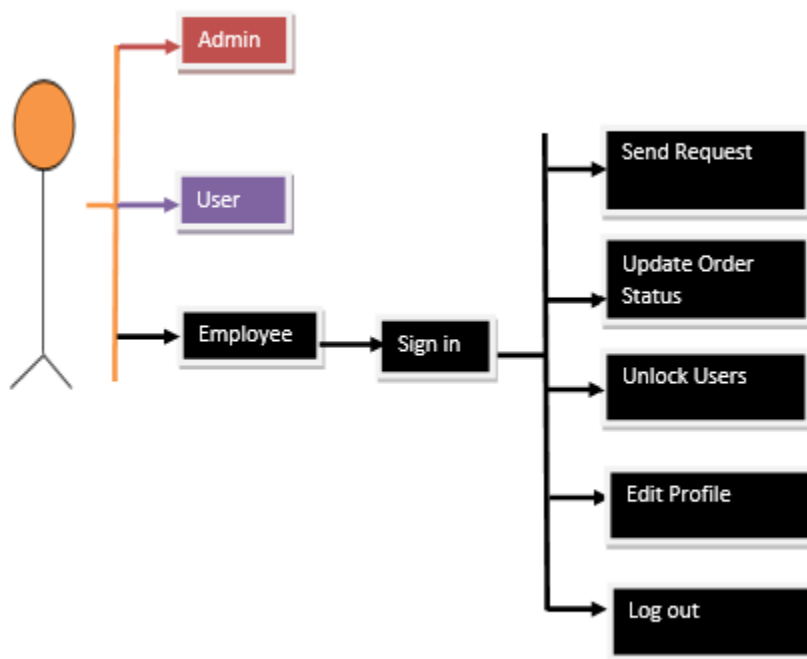 Admin
User
Employee
Sign in
Send Request
Update Order
Status
Unlock Users
Edit Profile
Log out